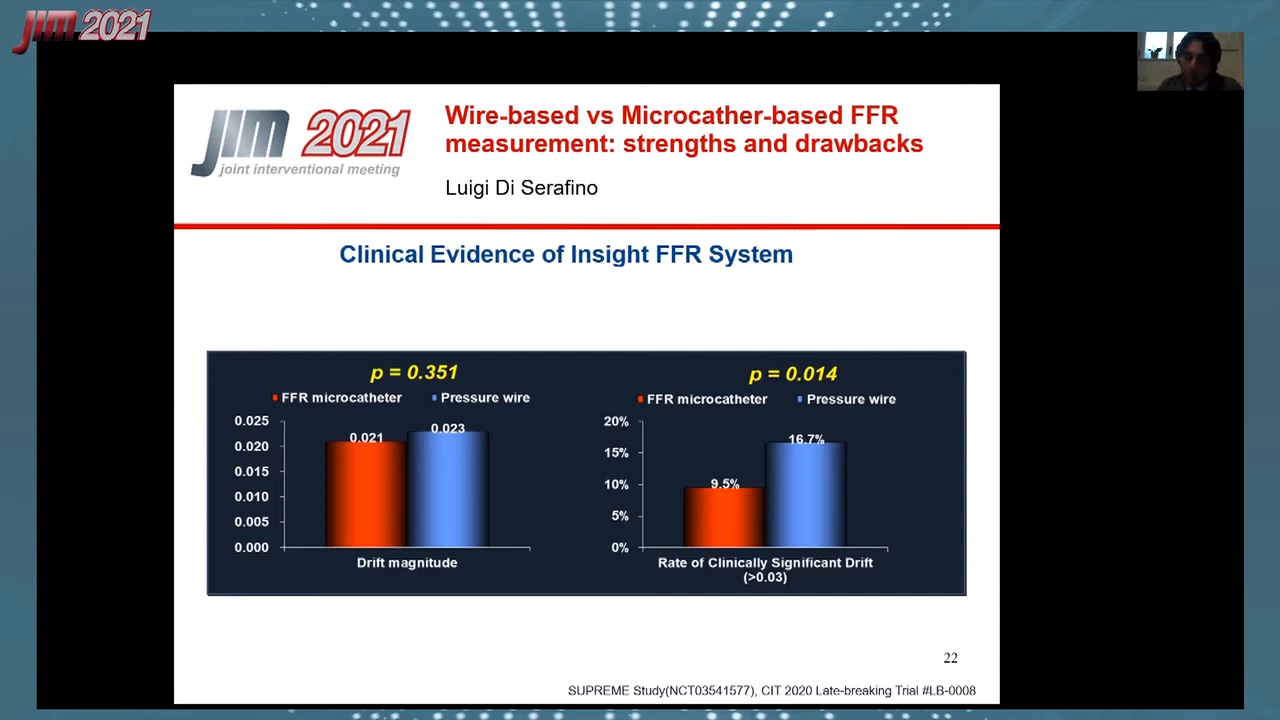 JIM 2021
JIM 2021
joint interventional meeting
Wire-based vs Microcather-based FFR
measurement: strengths and drawbacks
Luigi Di Serafino
Clinical Evidence of Insight FFR System
p = 0.351
FFR microcatheter Pressure wire
0.025
0.020
0.015
0.010
0.005
0.000
0.021
0.023
Drift magnitude
p = 0.014
FFR microcatheter Pressure wire
20%
15%
10%
5%
0%
9.5%
16.7%
Rate of Clinically Significant Drift
(>0.03)
22
SUPREME Study(NCT03541577), CIT 2020 Late-breaking Trial #LB-0008